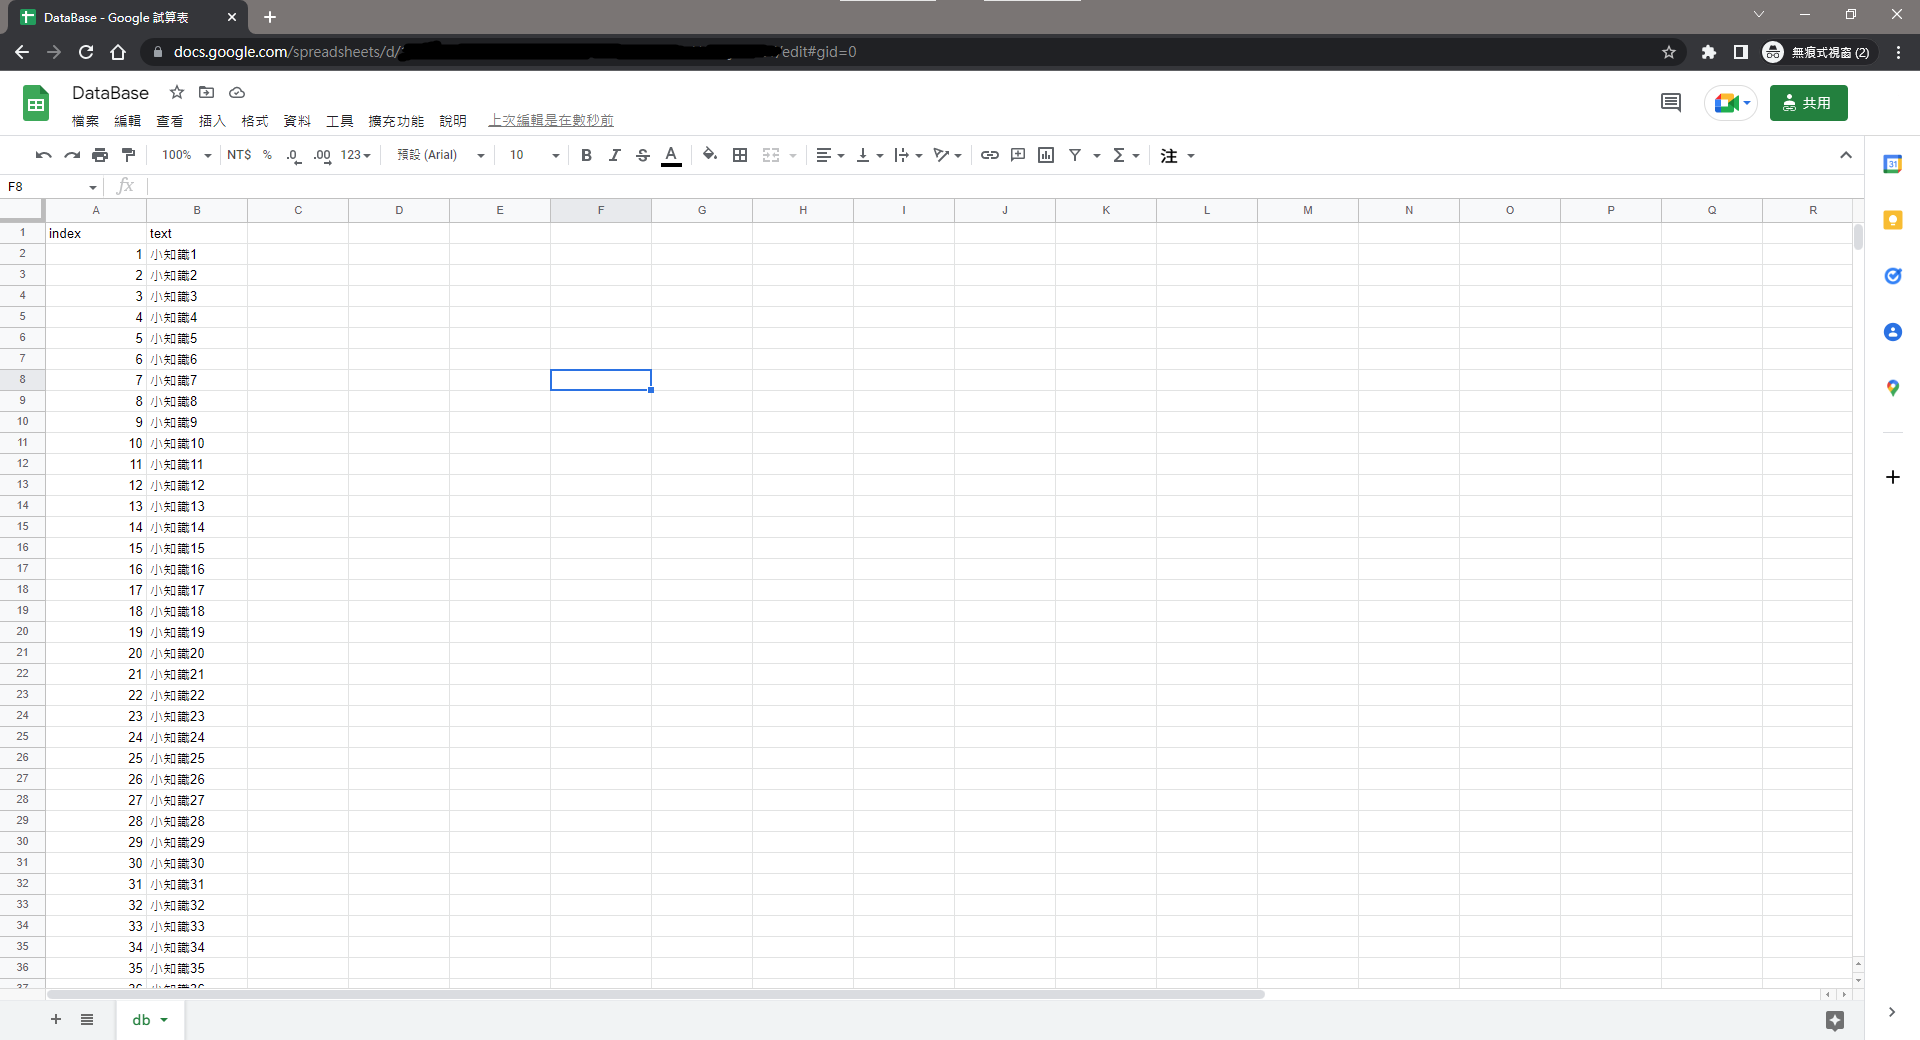 DataBase - Google 試算表
docs.google.com/spreadsheets/d/
/edit#gid=0
無痕式視窗 (2)
DataBase
檔案 編輯 查看 插入 格式 資料 工具 擴充功能 說明 上次編輯是在數秒前
共用
100% NT$ % .0 .00 123 預設 (Arial) 10 B I S A Σ 注
31
F8 fx
A B C D E F G H I J K L M N O P Q R
1 index text
2 1 小知識1
3 2 小知識2
4 3 小知識3
5 4 小知識4
6 5 小知識5
7 6 小知識6
8 7 小知識7
9 8 小知識8
10 9 小知識9
11 10 小知識10
12 11 小知識11
13 12 小知識12
14 13 小知識13
15 14 小知識14
16 15 小知識15
17 16 小知識16
18 17 小知識17
19 18 小知識18
20 19 小知識19
21 20 小知識20
22 21 小知識21
23 22 小知識22
24 23 小知識23
25 24 小知識24
26 25 小知識25
27 26 小知識26
28 27 小知識27
29 28 小知識28
30 29 小知識29
31 30 小知識30
32 31 小知識31
33 32 小知識32
34 33 小知識33
35 34 小知識34
36 35 小知識35
37 36 小知識36
db